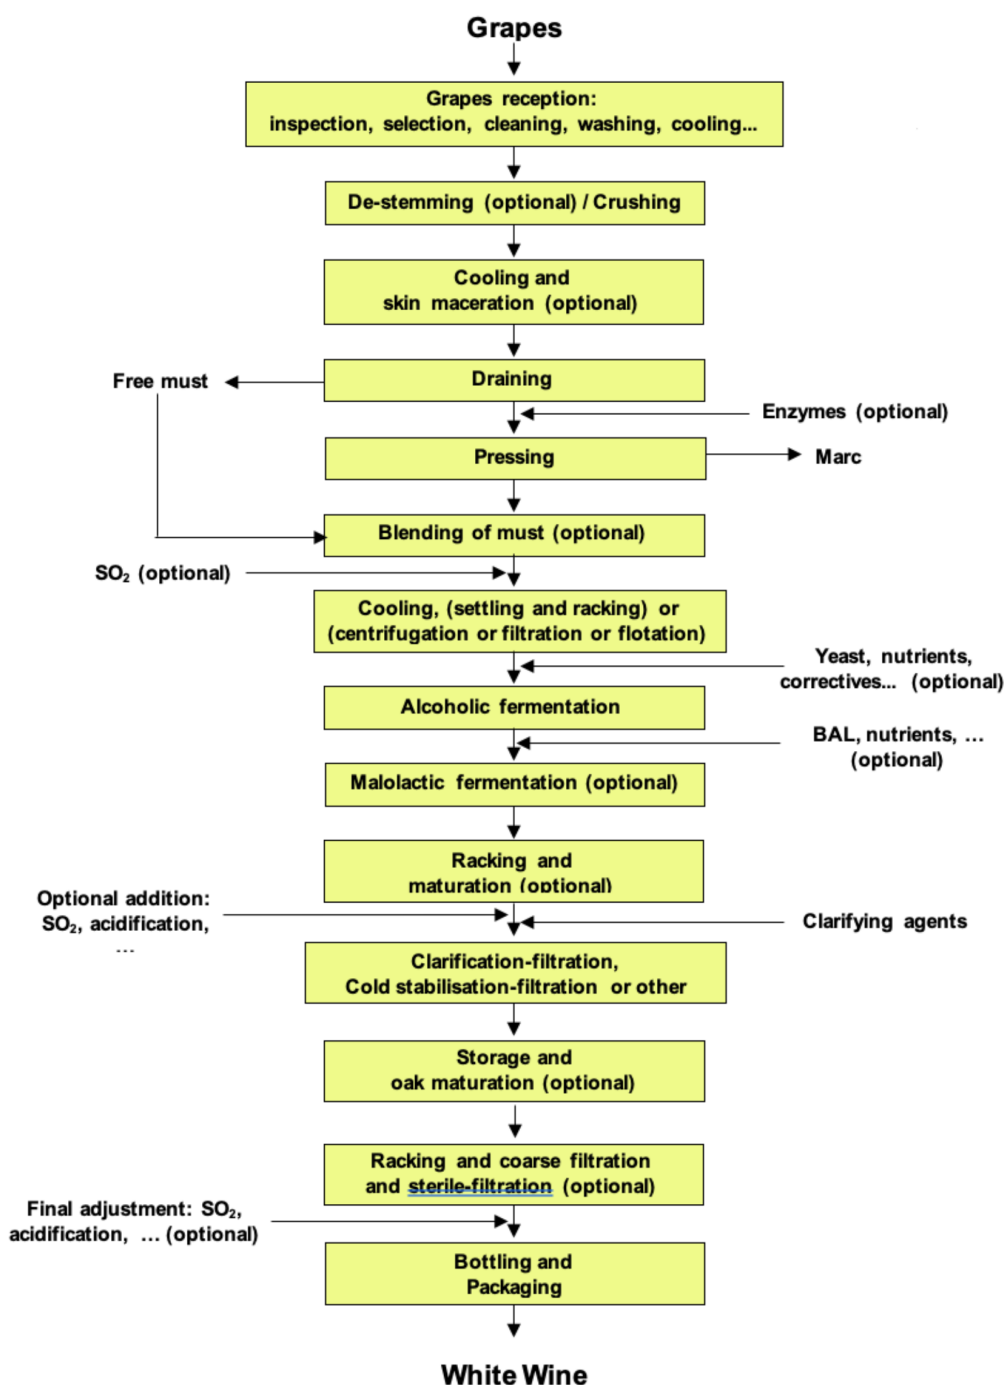 Grapes
Grapes reception:
inspection, selection, cleaning, washing, cooling...
De-stemming (optional) / Crushing
Cooling and
skin maceration (optional)
Free must
Draining
Enzymes (optional)
Pressing
Marc
Blending of must (optional)
SO₂ (optional)
Cooling, (settling and racking) or
(centrifugation or filtration or flotation)
Yeast, nutrients,
correctives... (optional)
Alcoholic fermentation
BAL, nutrients, ...
(optional)
Malolactic fermentation (optional)
Racking and
maturation (optional)
Optional addition:
SO₂, acidification,
...
Clarifying agents
Clarification-filtration,
Cold stabilisation-filtration or other
Storage and
oak maturation (optional)
Racking and coarse filtration
and sterile-filtration (optional)
Final adjustment: SO₂,
acidification, ... (optional)
Bottling and
Packaging
White Wine